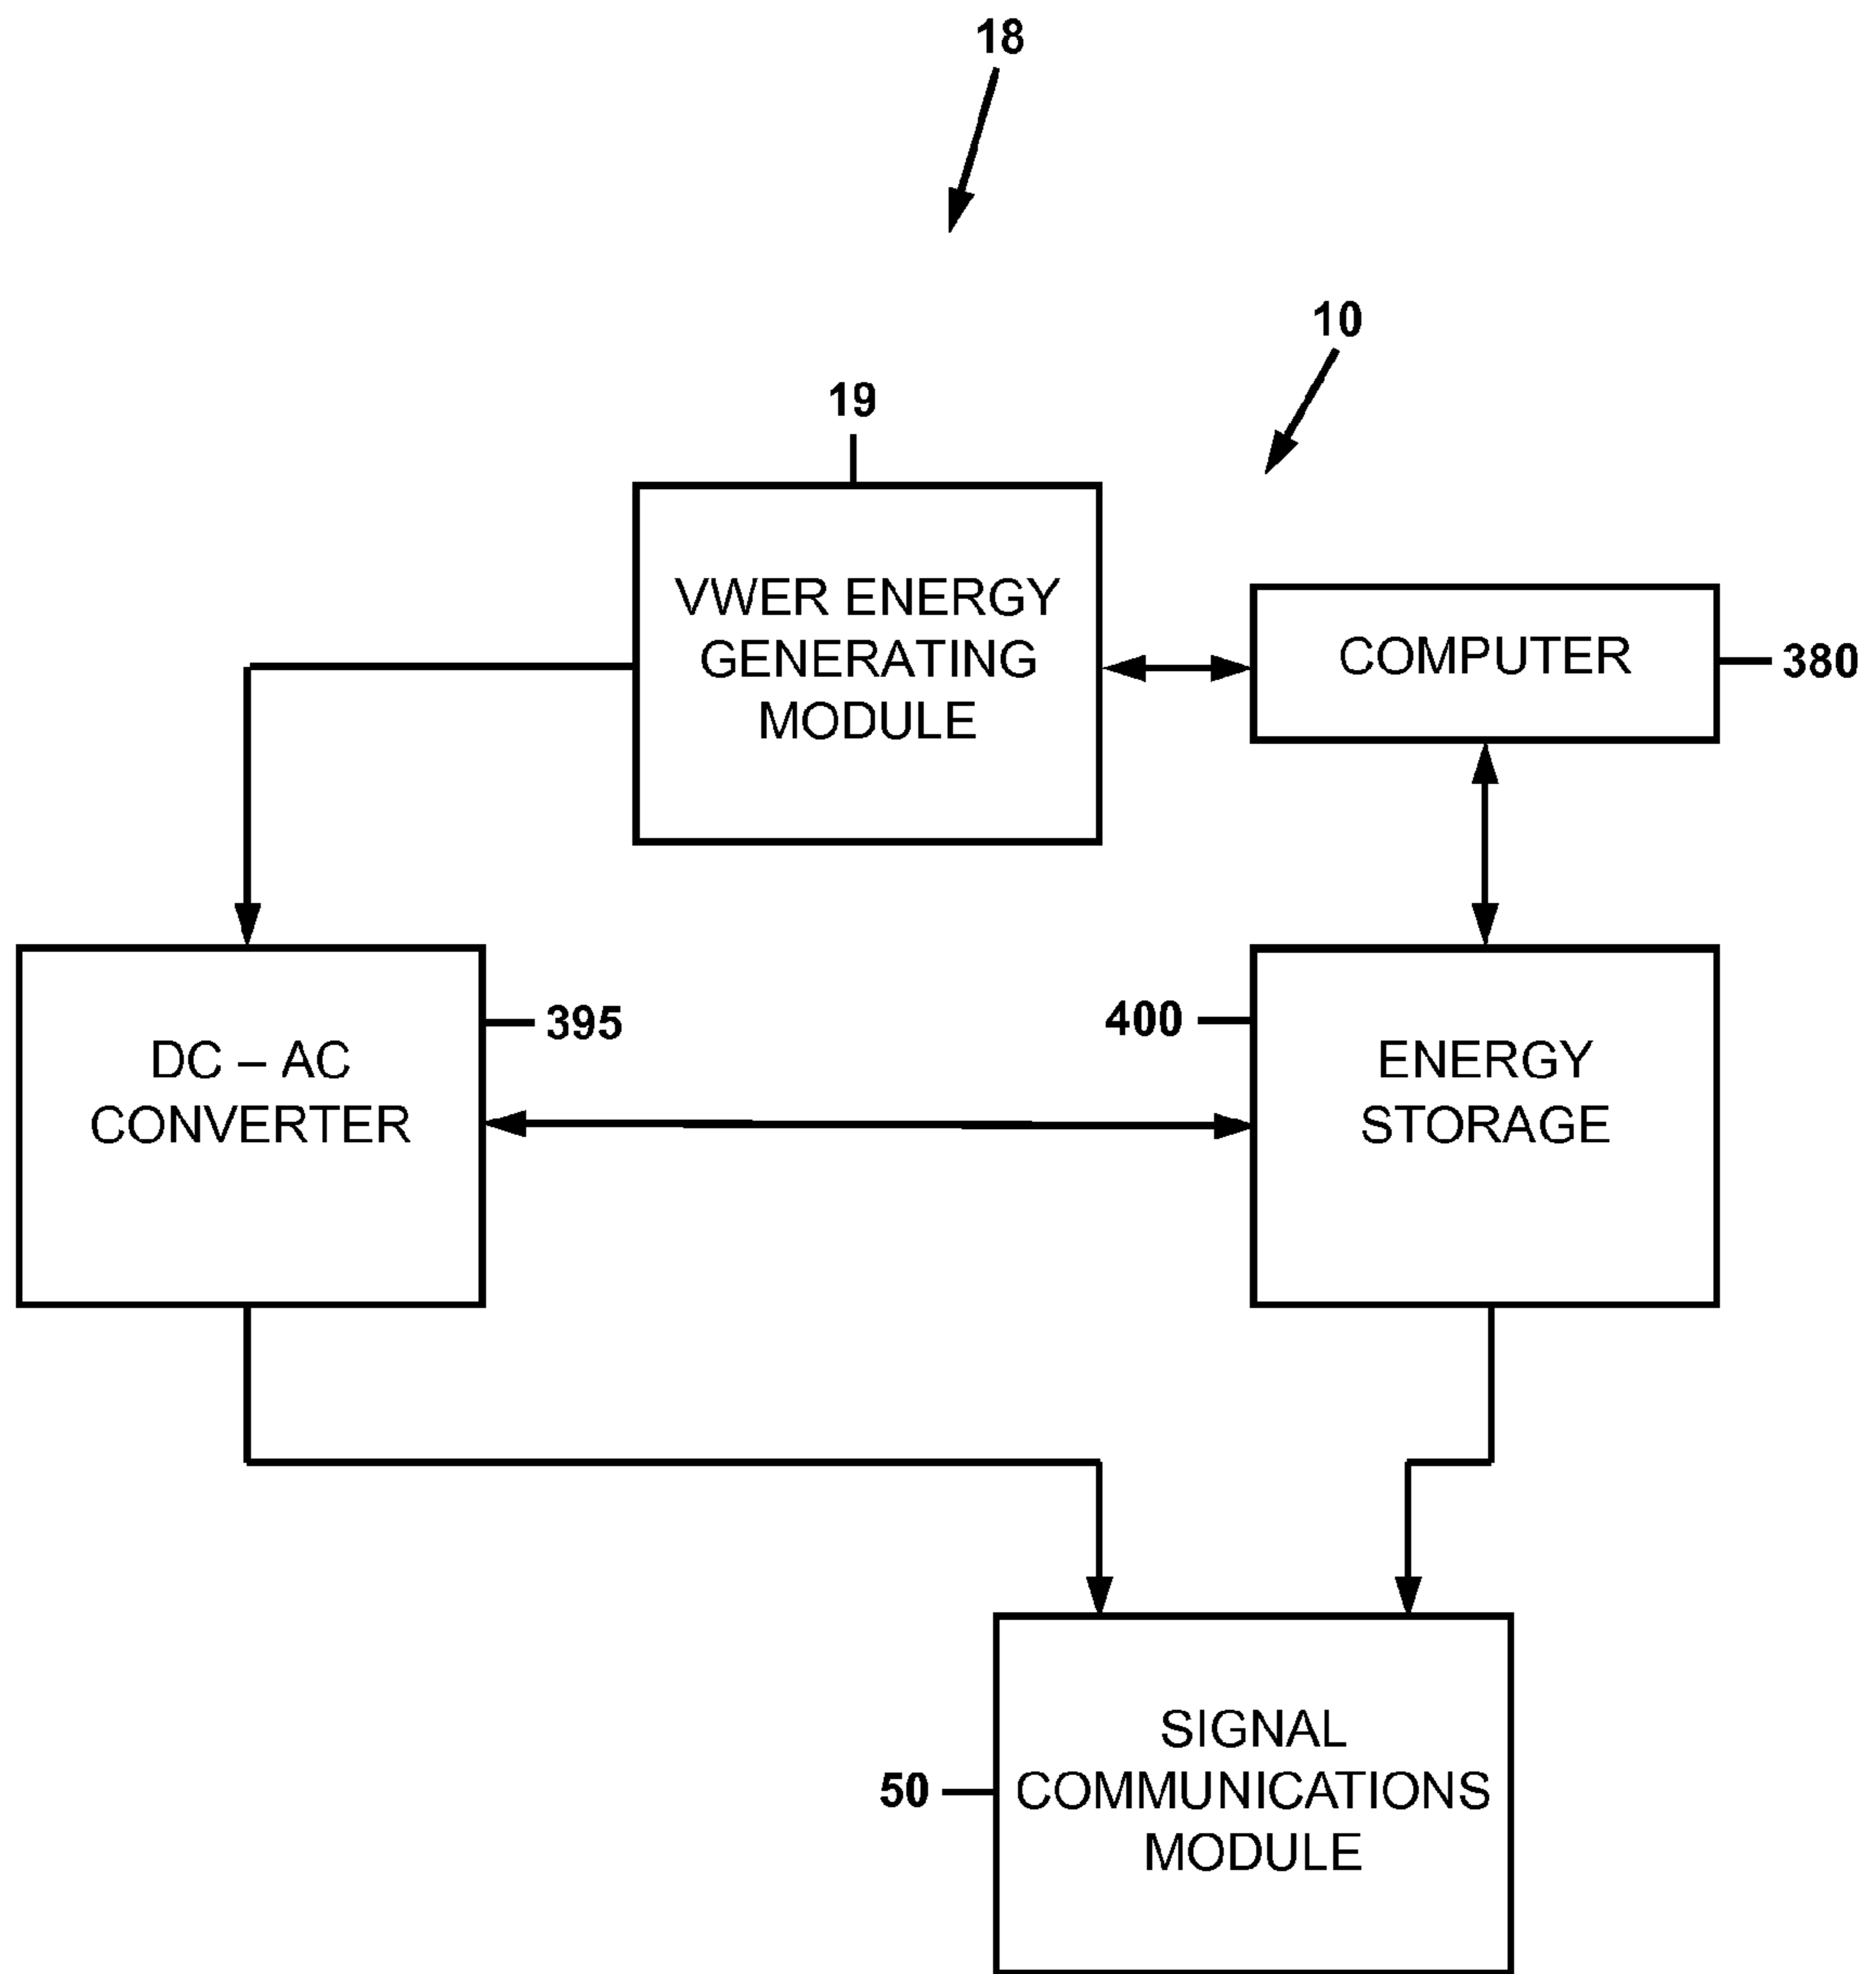 18
10
19
VWER ENERGY
GENERATING
MODULE
COMPUTER
380
395
400
DC – AC
CONVERTER
ENERGY
STORAGE
SIGNAL
COMMUNICATIONS
MODULE
50